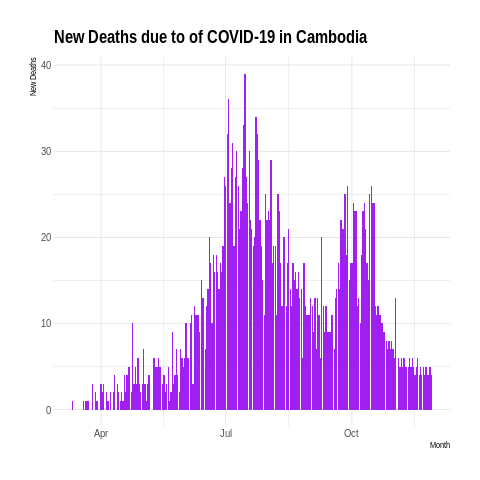 New Deaths due to of COVID-19 in Cambodia
New Deaths
40
30
20
10
0
Apr
Jul
Oct
Month